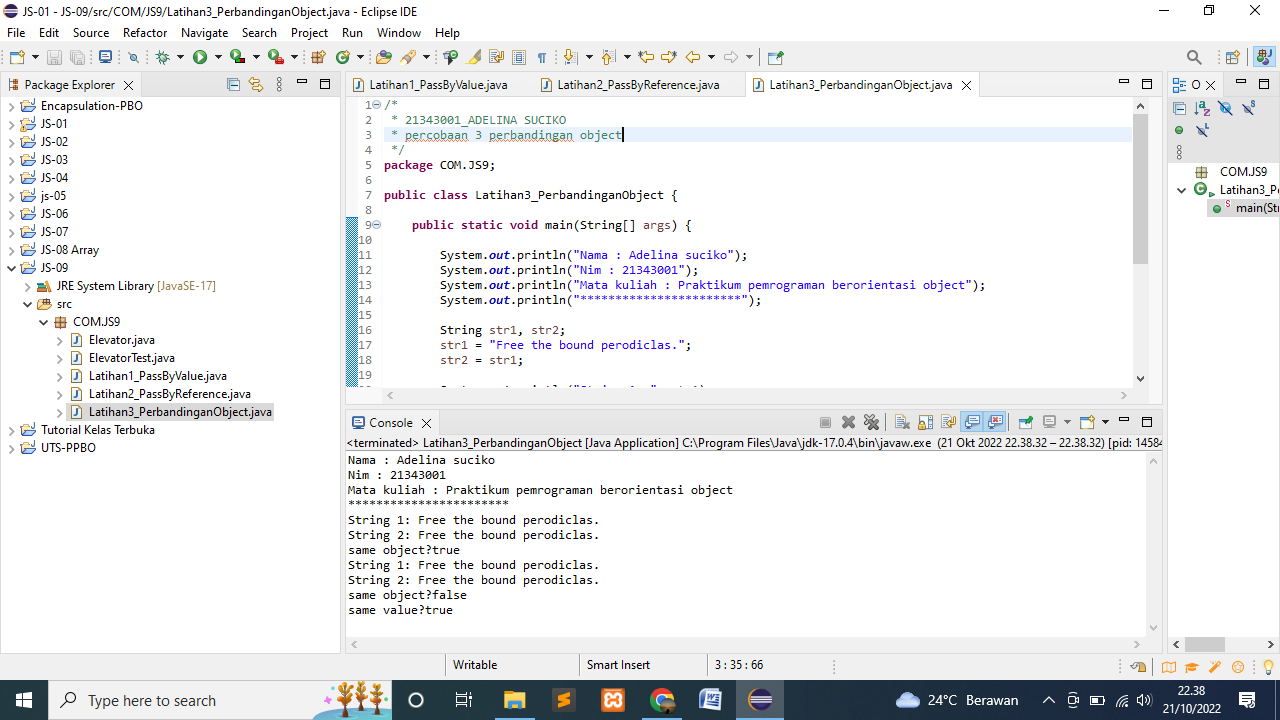 JS-01 - JS-09/src/COM/JS9/Latihan3_PerbandinganObject.java - Eclipse IDE
File Edit Source Refactor Navigate Search Project Run Window Help
Package Explorer
Encapsulation-PBO
JS-01
JS-02
JS-03
JS-04
js-05
JS-06
JS-07
JS-08 Array
JS-09
JRE System Library [JavaSE-17]
src
COM.JS9
Elevator.java
ElevatorTest.java
Latihan1_PassByValue.java
Latihan2_PassByReference.java
Latihan3_PerbandinganObject.java
Tutorial Kelas Terbuka
UTS-PPBO
Latihan1_PassByValue.java Latihan2_PassByReference.java Latihan3_PerbandinganObject.java
1 /*
2 * 21343001_ADELINA SUCIKO
3 * percobaan 3 perbandingan object
4 */
5 package COM.JS9;
6
7 public class Latihan3_PerbandinganObject {
8
9 public static void main(String[] args) {
10
11 System.out.println("Nama : Adelina suciko");
12 System.out.println("Nim : 21343001");
13 System.out.println("Mata kuliah : Praktikum pemrograman berorientasi object");
14 System.out.println("***********************");
15
16 String str1, str2;
17 str1 = "Free the bound perodiclas.";
18 str2 = str1;
19
O
COM.JS9
Latihan3_P
main(Str
Console
<terminated> Latihan3_PerbandinganObject [Java Application] C:\Program Files\Java\jdk-17.0.4\bin\javaw.exe (21 Okt 2022 22.38.32 – 22.38.32) [pid: 14584
Nama : Adelina suciko
Nim : 21343001
Mata kuliah : Praktikum pemrograman berorientasi object
***********************
String 1: Free the bound perodiclas.
String 2: Free the bound perodiclas.
same object?true
String 1: Free the bound perodiclas.
String 2: Free the bound perodiclas.
same object?false
same value?true
Writable Smart Insert 3 : 35 : 66
Type here to search
24°C Berawan
22.38
21/10/2022